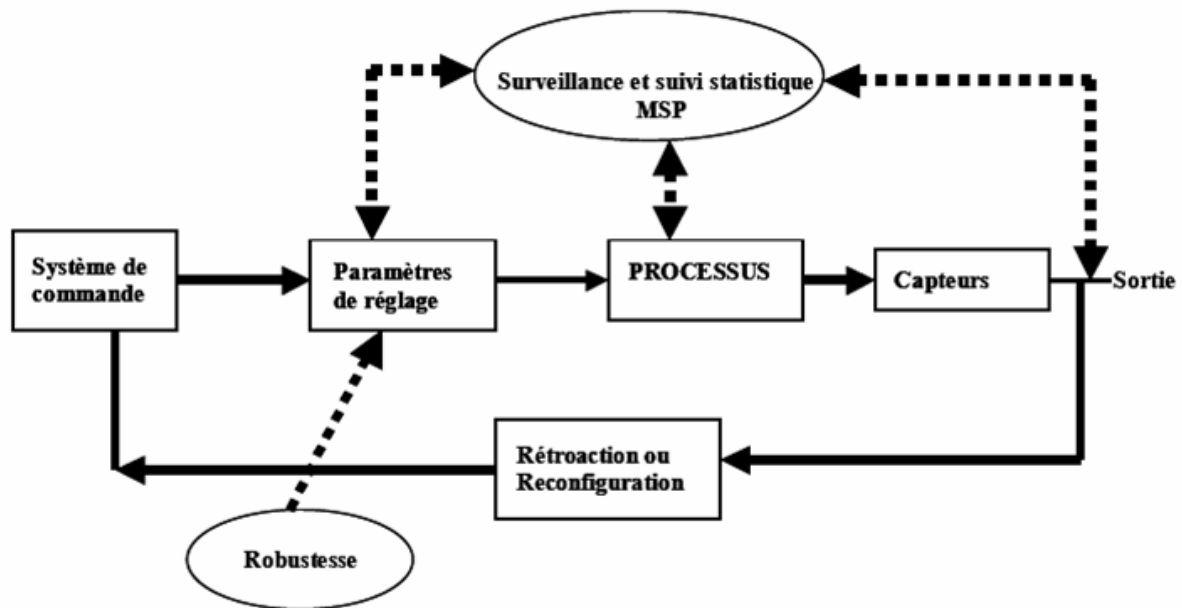 Surveillance et suivi statistique
MSP
Système de
commande
Paramètres
de réglage
PROCESSUS
Capteurs
Sortie
Rétroaction ou
Reconfiguration
Robustesse